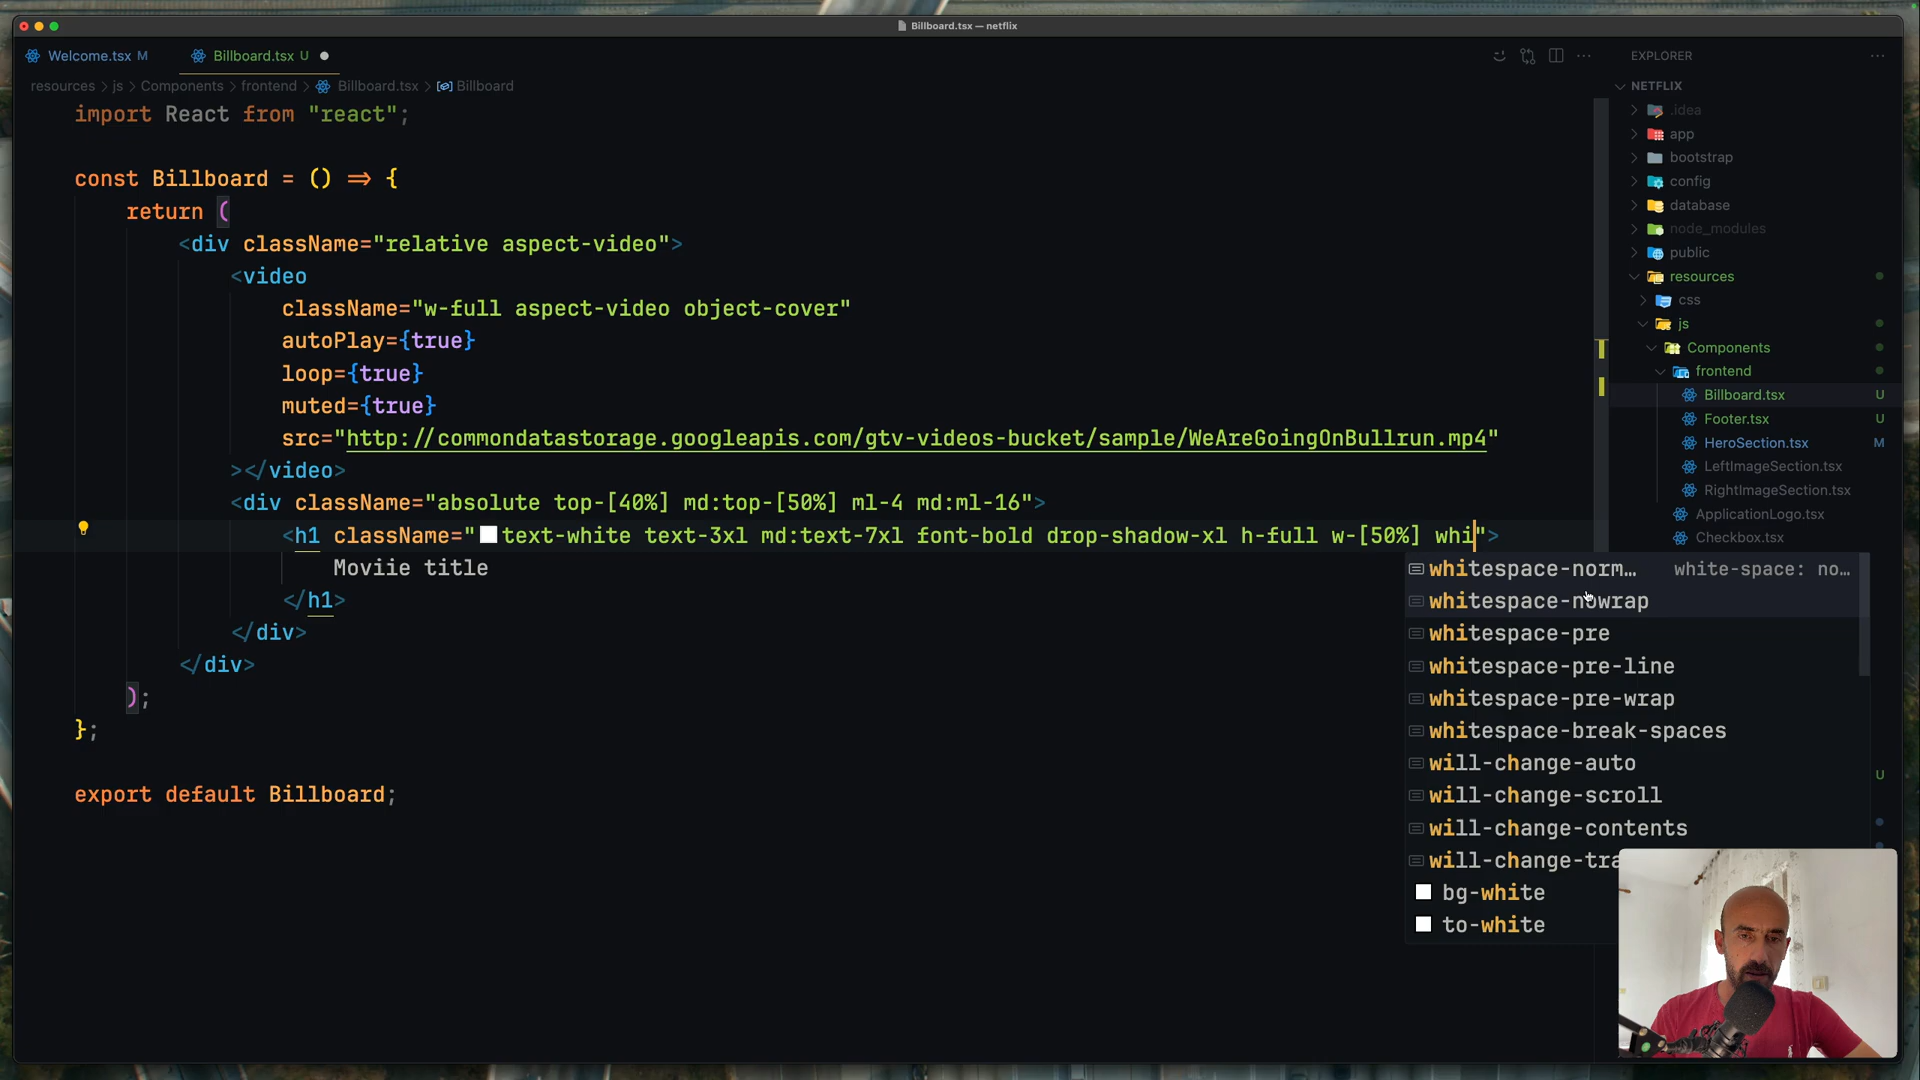 Billboard.tsx — netflix
Welcome.tsx M
Billboard.tsx U
EXPLORER
resources > js > Components > frontend > Billboard.tsx > Billboard
NETFLIX
import React from "react";
const Billboard = () => {
return (
<div className="relative aspect-video">
<video
className="w-full aspect-video object-cover"
autoPlay={true}
loop={true}
muted={true}
src="http://commondatastorage.googleapis.com/gtv-videos-bucket/sample/WeAreGoingOnBullrun.mp4"
></video>
<div className="absolute top-[40%] md:top-[50%] ml-4 md:ml-16">
<h1 className="text-white text-3xl md:text-7xl font-bold drop-shadow-xl h-full w-[50%] whi">
Moviie title
</h1>
</div>
</div>
);
};
export default Billboard;
whitespace-norm… white-space: no…
whitespace-nowrap
whitespace-pre
whitespace-pre-line
whitespace-pre-wrap
whitespace-break-spaces
will-change-auto
will-change-scroll
will-change-contents
will-change-tra
bg-white
to-white
.idea
app
bootstrap
config
database
node_modules
public
resources
css
js
Components
frontend
Billboard.tsx U
Footer.tsx U
HeroSection.tsx M
LeftImageSection.tsx
RightImageSection.tsx
ApplicationLogo.tsx
Checkbox.tsx
U